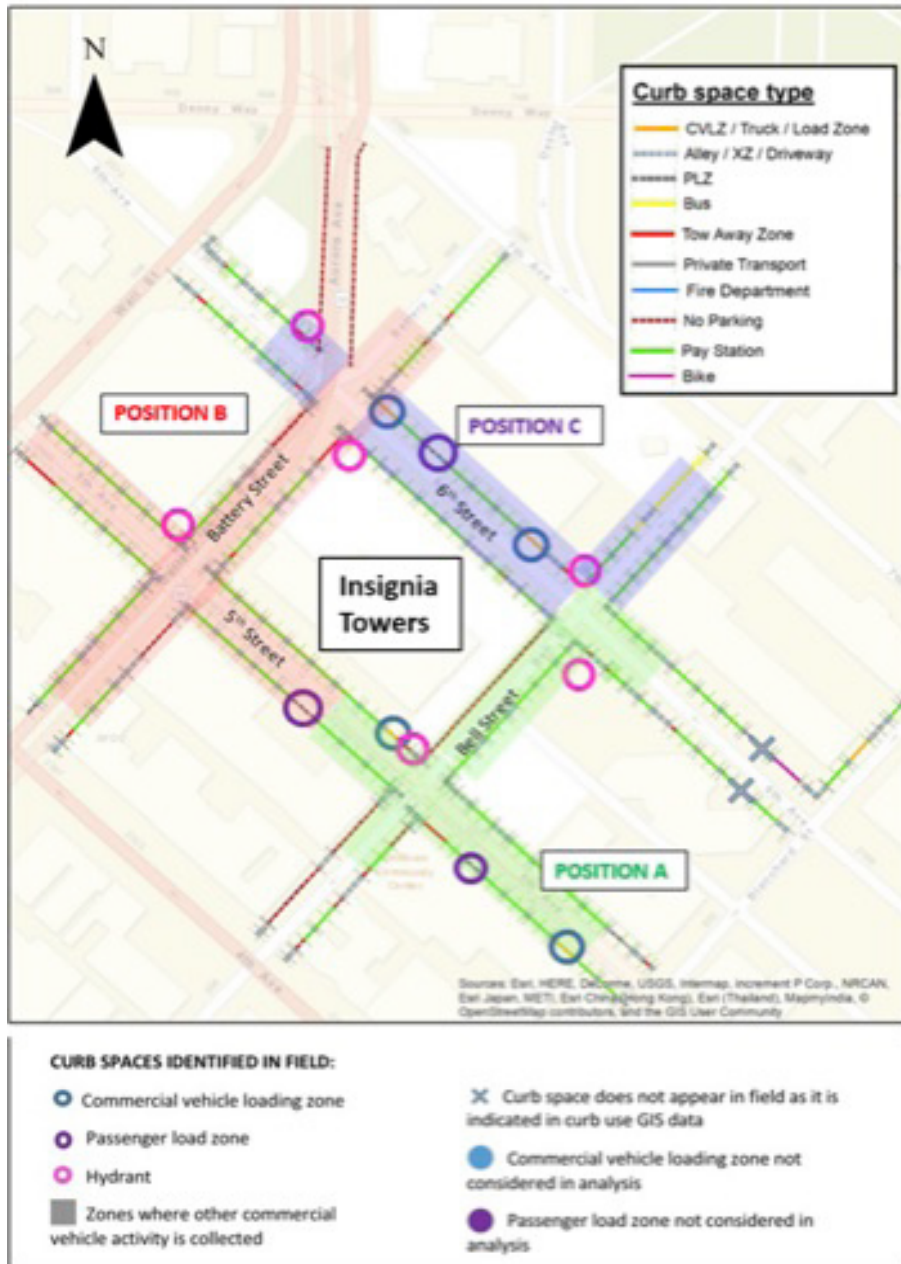 N
Denny Way
Curb space type
CVLZ / Truck / Load Zone
Alley / XZ / Driveway
PLZ
Bus
Tow Away Zone
Private Transport
Fire Department
No Parking
Pay Station
Bike
Aurora Ave
Wall St
POSITION B
POSITION C
Battery Street
6th Street
Insignia
Towers
5th Street
Bell Street
POSITION A
Sources: Esri, HERE, DeLorme, USGS, Intermap, increment P Corp., NRCAN,
Esri Japan, METI, Esri China (Hong Kong), Esri (Thailand), MapmyIndia, ©
OpenStreetMap contributors, and the GIS User Community
CURB SPACES IDENTIFIED IN FIELD:
Commercial vehicle loading zone
Passenger load zone
Hydrant
Zones where other commercial
vehicle activity is collected
Curb space does not appear in field as it is
indicated in curb use GIS data
Commercial vehicle loading zone not
considered in analysis
Passenger load zone not considered in
analysis